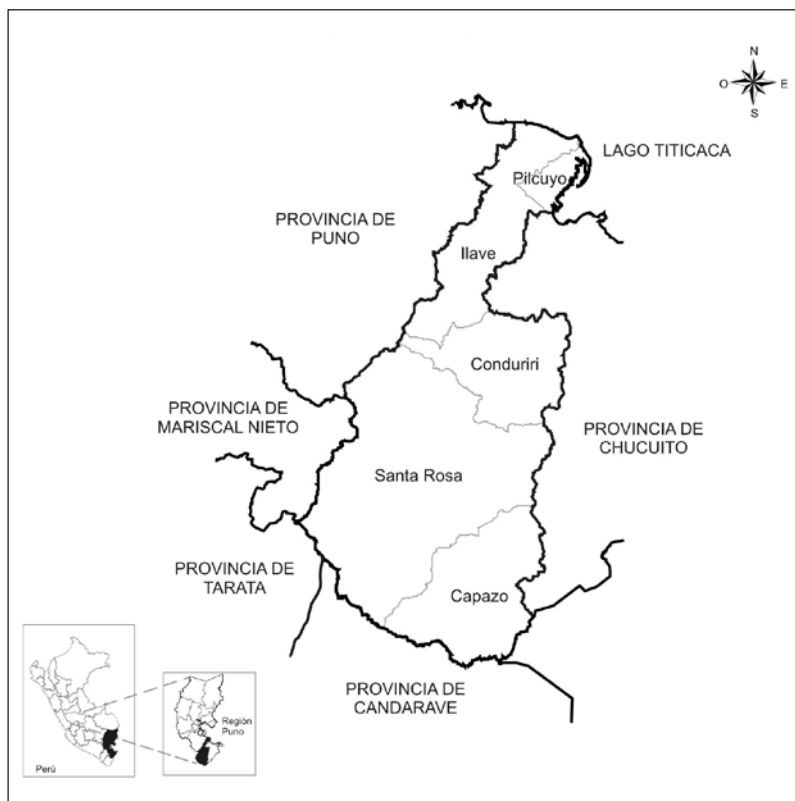 N
O
E
S
LAGO TITICACA
Pilcuyo
PROVINCIA DE
PUNO
Ilave
Conduriri
PROVINCIA DE
MARISCAL NIETO
PROVINCIA DE
CHUCUITO
Santa Rosa
PROVINCIA DE
TARATA
Capazo
PROVINCIA DE
CANDARAVE
Región
Puno
Perú